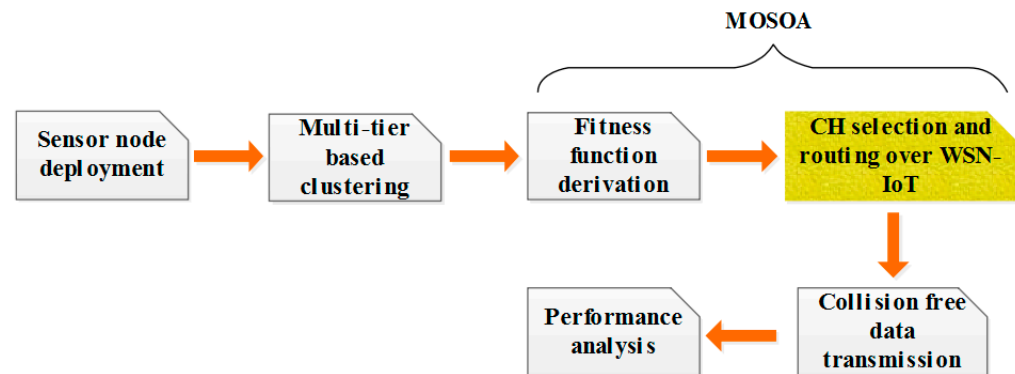 MOSOA
Sensor node
deployment
Multi-tier
based
clustering
Fitness
function
derivation
CH selection and
routing over WSN-
IoT
Performance
analysis
Collision free
data
transmission